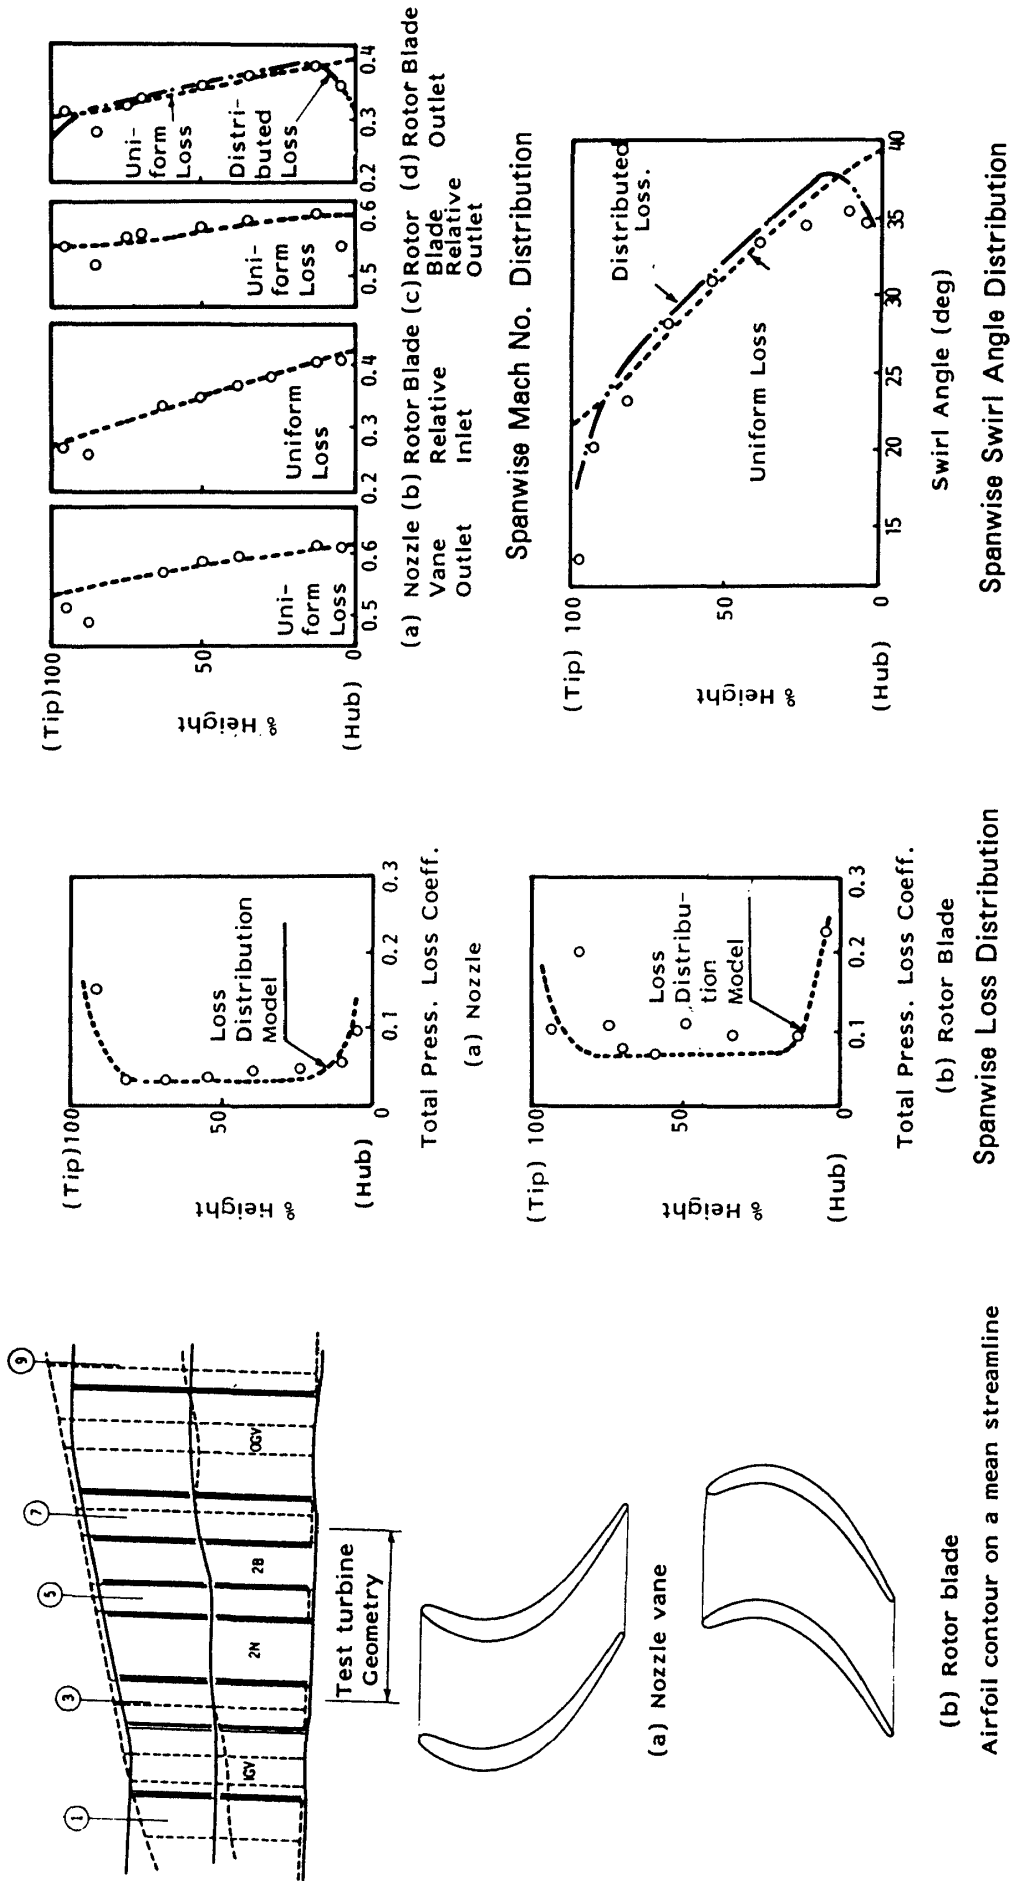 1
3
5
7
9
IGV
2N
2B
OGV
Test turbine
Geometry
(a) Nozzle vane
(b) Rotor blade
Airfoil contour on a mean streamline
(Tip) 100
50
(Hub) 0
% Height
0.1
0.2
0.3
Loss
Distribution
Model
Total Press. Loss Coeff.
(a) Nozzle
(Tip) 100
50
(Hub) 0
% Height
0.1
0.2
0.3
Loss
Distribu-
tion
Model
Total Press. Loss Coeff.
(b) Rotor Blade
Spanwise Loss Distribution
(Tip) 100
50
(Hub) 0
% Height
Uni-
form
Loss
0.5
0.6
(a) Nozzle
Vane
Outlet
Uniform
Loss
0.2
0.3
0.4
(b) Rotor Blade
Relative
Inlet
Uni-
form
Loss
0.5
0.6
(c) Rotor
Blade
Relative
Outlet
Uni-
form
Loss
Distri-
buted
Loss
0.2
0.3
0.4
(d) Rotor Blade
Outlet
Spanwise Mach No. Distribution
(Tip) 100
50
(Hub) 0
% Height
Distributed
Loss.
Uniform Loss
15
20
25
30
35
40
Swirl Angle (deg)
Spanwise Swirl Angle Distribution